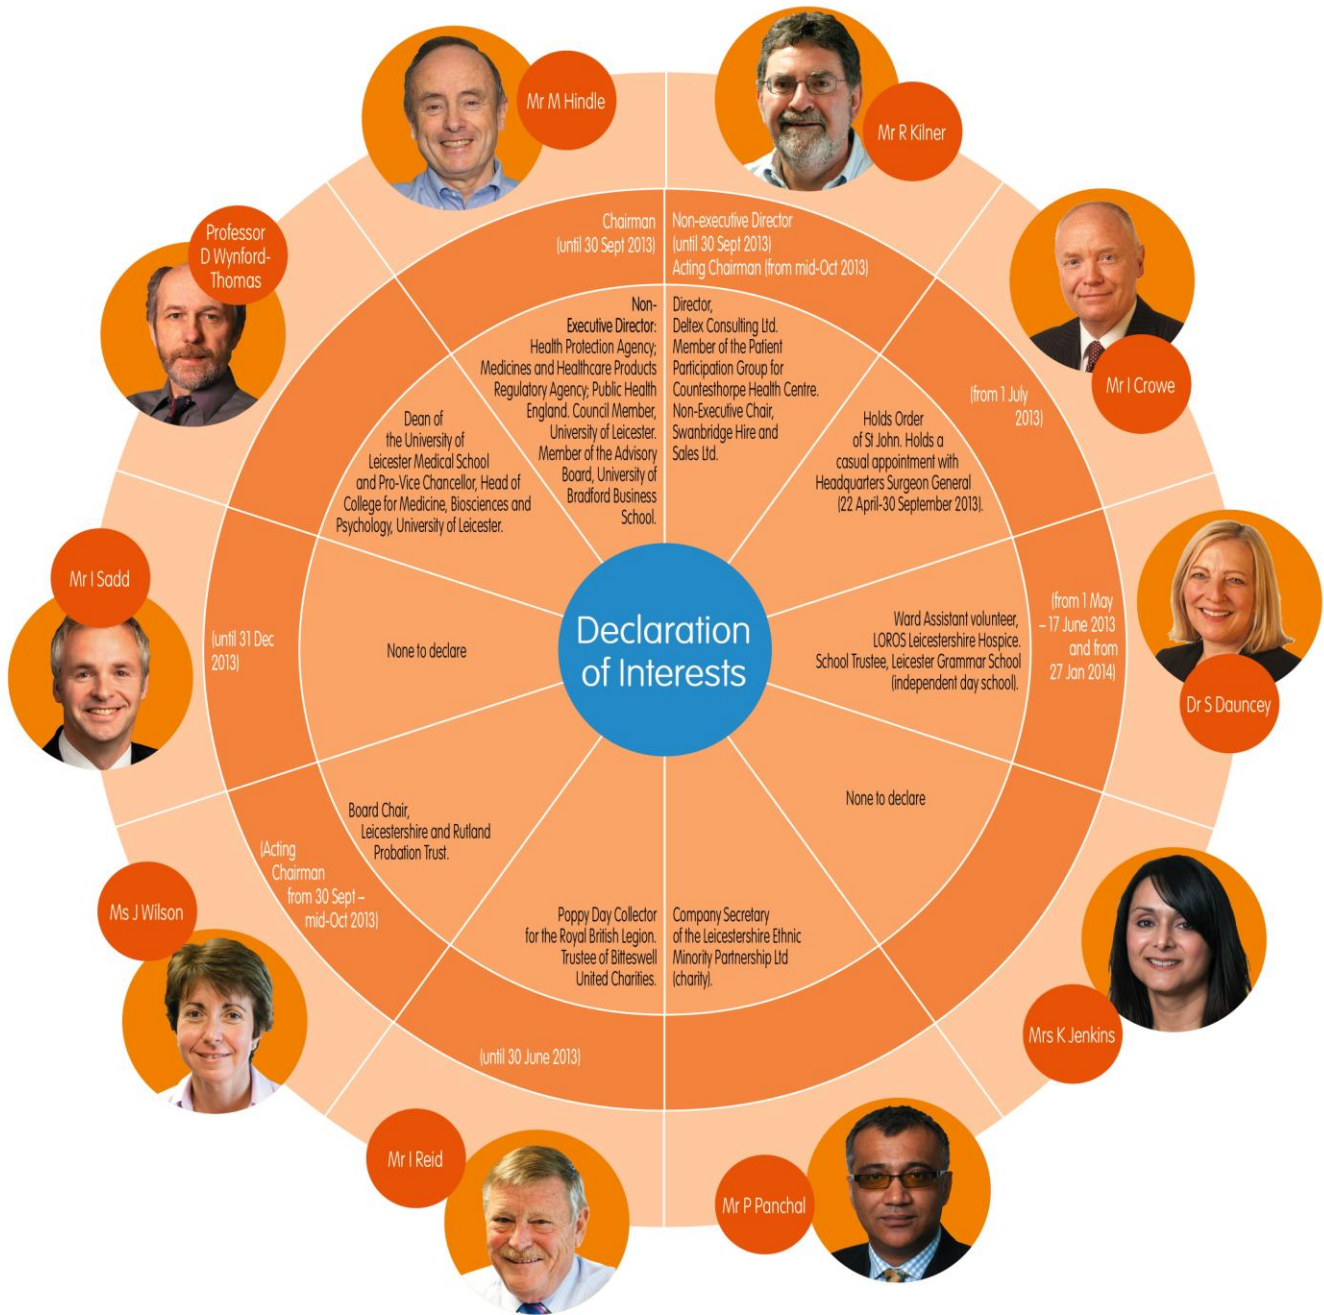 Declaration
of Interests
Mr M Hindle
Chairman
(until 30 Sept 2013)
Non-
Executive Director:
Health Protection Agency;
Medicines and Healthcare Products
Regulatory Agency; Public Health
England. Council Member,
University of Leicester.
Member of the Advisory
Board, University of
Bradford Business
School.
Mr R Kilner
Non-executive Director
(until 30 Sept 2013)
Acting Chairman (from mid-Oct 2013)
Director,
Deltex Consulting Ltd.
Member of the Patient
Participation Group for
Countesthorpe Health Centre.
Non-Executive Chair,
Swanbridge Hire and
Sales Ltd.
Mr I Crowe
(from 1 July
2013)
Holds Order
of St John. Holds a
casual appointment with
Headquarters Surgeon General
(22 April-30 September 2013).
Dr S Dauncey
(from 1 May
– 17 June 2013
and from
27 Jan 2014)
Ward Assistant volunteer,
LOROS Leicestershire Hospice.
School Trustee, Leicester Grammar School
(independent day school).
Mrs K Jenkins
None to declare
Mr P Panchal
Company Secretary
of the Leicestershire Ethnic
Minority Partnership Ltd
(charity).
Mr I Reid
(until 30 June 2013)
Poppy Day Collector
for the Royal British Legion.
Trustee of Bitteswell
United Charities.
Ms J Wilson
(Acting
Chairman
from 30 Sept –
mid-Oct 2013)
Board Chair,
Leicestershire and Rutland
Probation Trust.
Mr I Sadd
(until 31 Dec
2013)
None to declare
Professor
D Wynford-
Thomas
Dean of
the University of
Leicester Medical School
and Pro-Vice Chancellor, Head of
College for Medicine, Biosciences and
Psychology, University of Leicester.